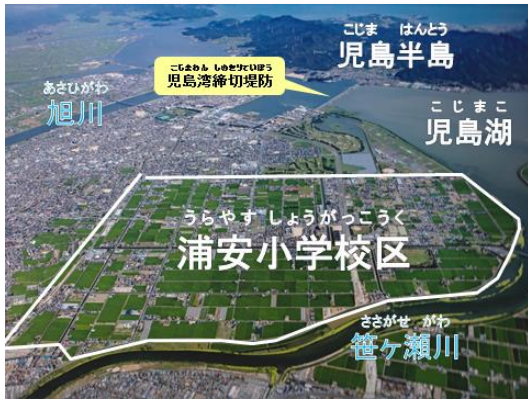 こじま はんとう
児島半島
こじまわん しめきりていぼう
児島湾締切堤防
あさひがわ
旭川
こじまこ
児島湖
うらやす しょうがっこうく
浦安小学校区
ささがせ がわ
笹ヶ瀬川